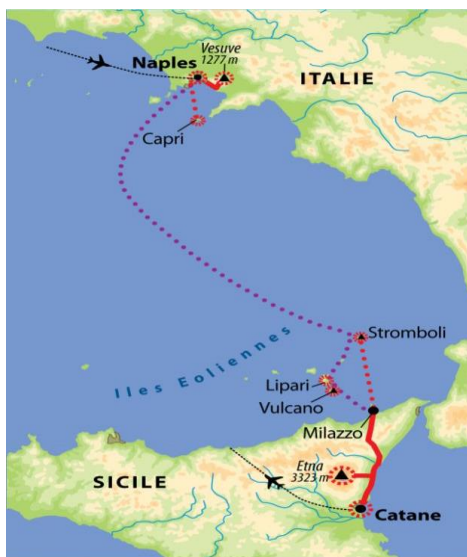 Vesuve
1277 m
Naples
ITALIE
Capri
Stromboli
Iles Eoliennes
Lipari
Vulcano
Milazzo
Etna
3323 m
SICILE
Catane